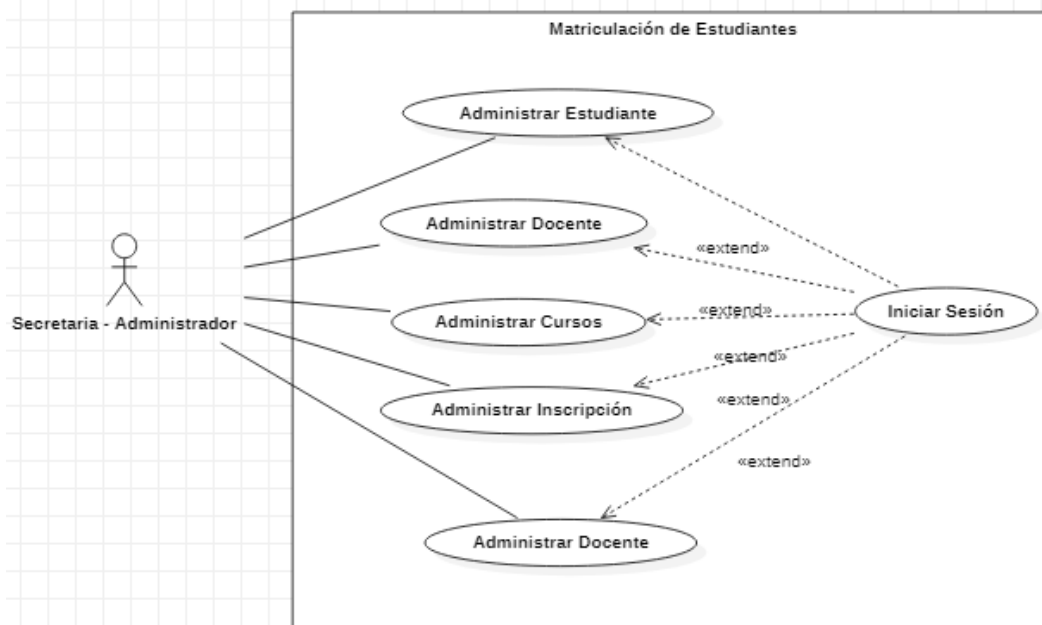 Matriculación de Estudiantes
Administrar Estudiante
Administrar Docente
«extend»
Secretaria - Administrador
Administrar Cursos
«extend»
Iniciar Sesión
«extend»
Administrar Inscripción
«extend»
«extend»
Administrar Docente